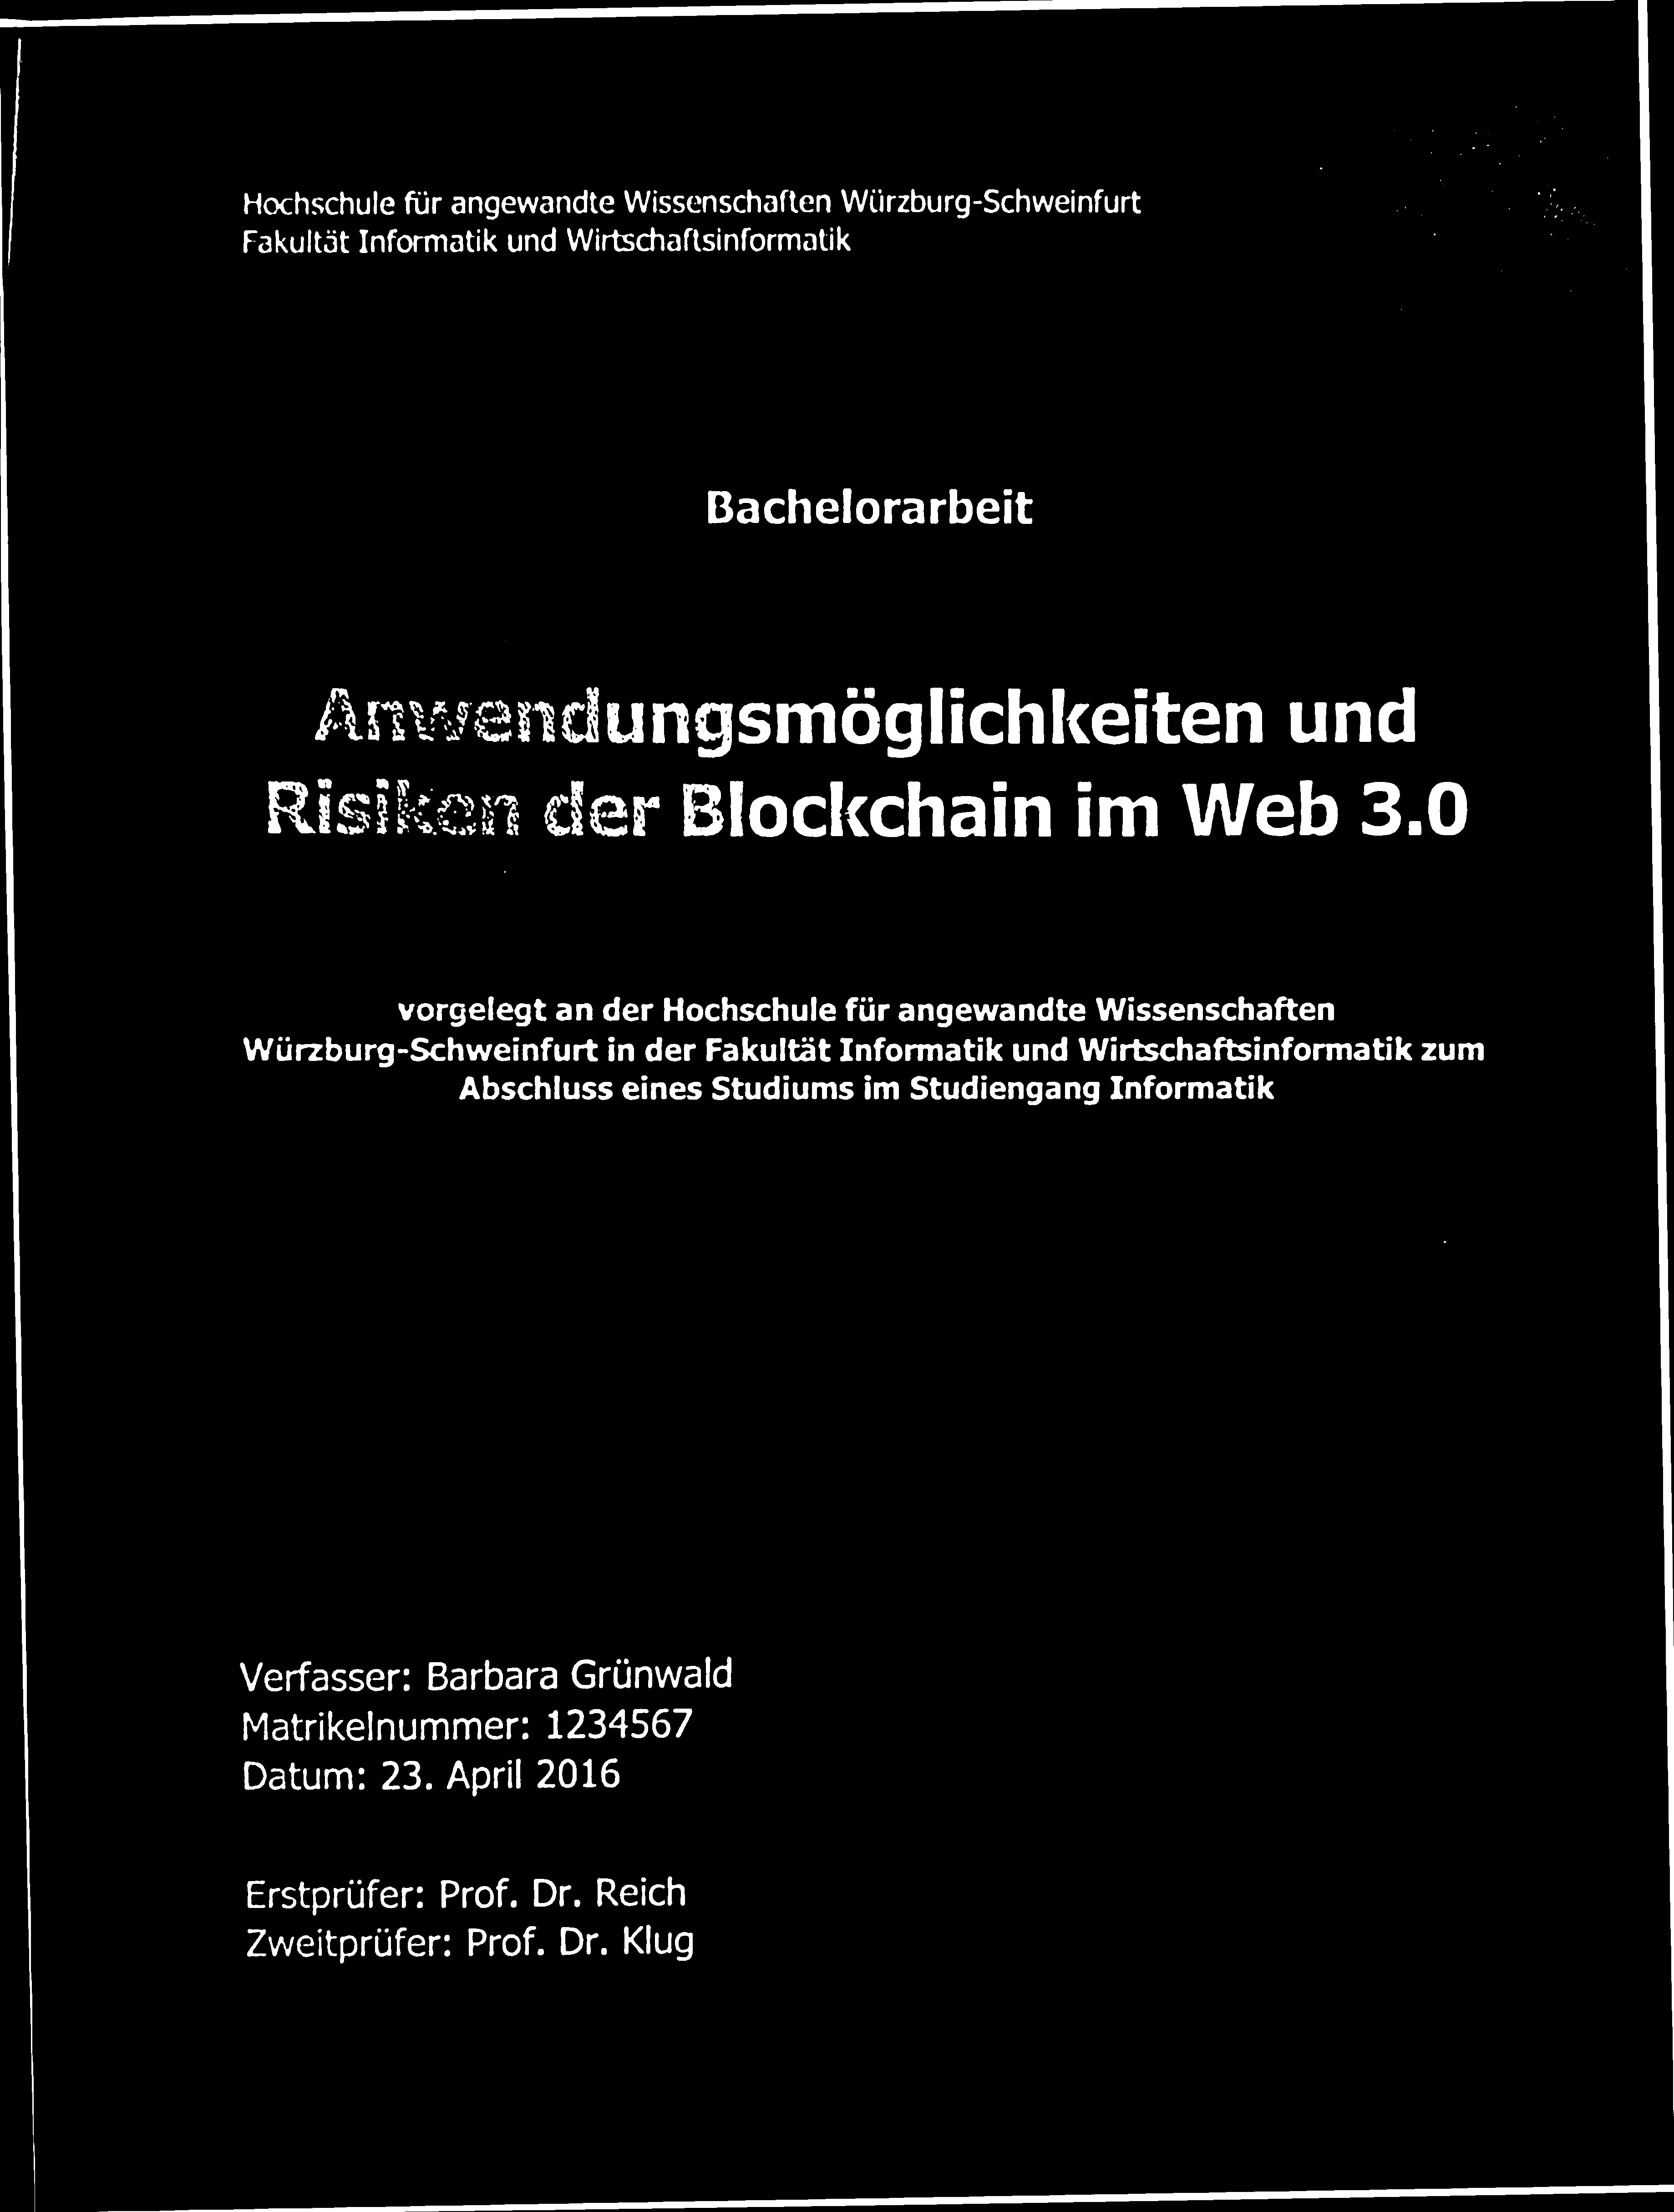 Hochschule für angewandte Wissenschaften Würzburg-Schweinfurt
Fakultät Informatik und Wirtschaftsinformatik
Bachelorarbeit
Anwendungsmöglichkeiten und
Risiken der Blockchain im Web 3.0
vorgelegt an der Hochschule für angewandte Wissenschaften
Würzburg-Schweinfurt in der Fakultät Informatik und Wirtschaftsinformatik zum
Abschluss eines Studiums im Studiengang Informatik
Verfasser: Barbara Grünwald
Matrikelnummer: 1234567
Datum: 23. April 2016
Erstprüfer: Prof. Dr. Reich
Zweitprüfer: Prof. Dr. Klug